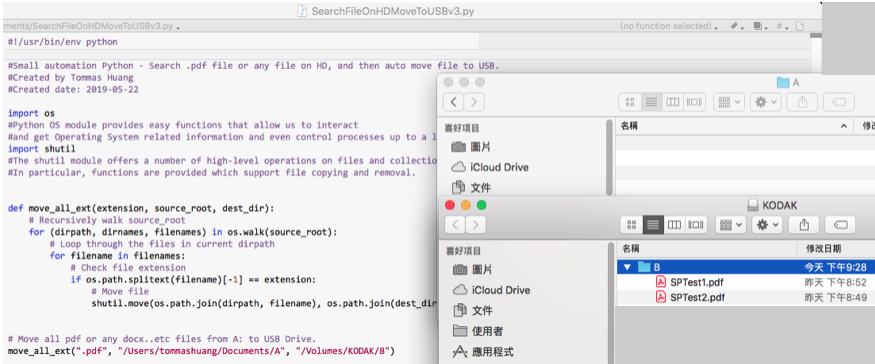 SearchFileOnHDMoveToUSBv3.py
ments/SearchFileOnHDMoveToUSBv3.py
(no function selected)
#!/usr/bin/env python
#Small automation Python - Search .pdf file or any file on HD, and then auto move file to USB.
#Created by Tommas Huang
#Created date: 2019-05-22
import os
#Python OS module provides easy functions that allow us to interact
#and get Operating System related information and even control processes up to a l
import shutil
#The shutil module offers a number of high-level operations on files and collectio
#In particular, functions are provided which support file copying and removal.
def move_all_ext(extension, source_root, dest_dir):
# Recursively walk source_root
for (dirpath, dirnames, filenames) in os.walk(source_root):
# Loop through the files in current dirpath
for filename in filenames:
# Check file extension
if os.path.splitext(filename)[-1] == extension:
# Move file
shutil.move(os.path.join(dirpath, filename), os.path.join(dest_dir
# Move all pdf or any docx..etc files from A: to USB Drive.
move_all_ext(".pdf", "/Users/tommashuang/Documents/A", "/Volumes/KODAK/B")
A
喜好項目
圖片
iCloud Drive
文件
名稱
修
KODAK
喜好項目
圖片
iCloud Drive
文件
使用者
應用程式
名稱
修改日期
B
今天 下午9:28
SPTest1.pdf
昨天 下午8:52
SPTest2.pdf
昨天 下午8:49